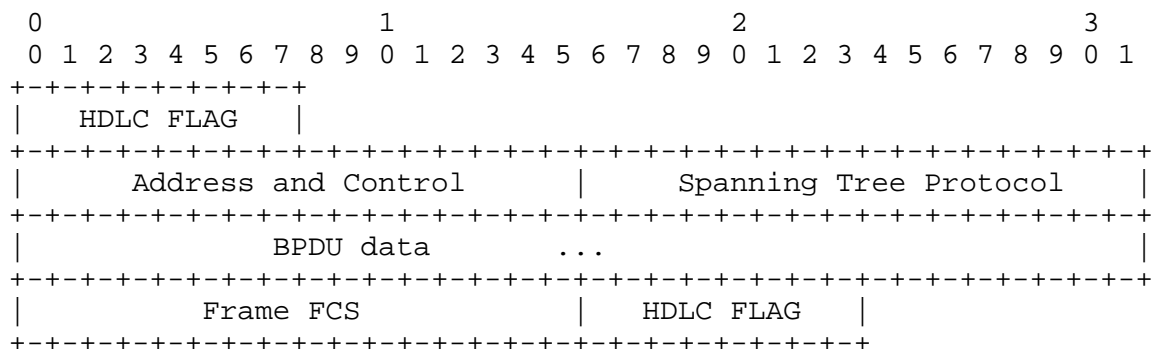 0                   1                   2                   3
 0 1 2 3 4 5 6 7 8 9 0 1 2 3 4 5 6 7 8 9 0 1 2 3 4 5 6 7 8 9 0 1
+-+-+-+-+-+-+-+-+
|   HDLC FLAG   |
+-+-+-+-+-+-+-+-+-+-+-+-+-+-+-+-+-+-+-+-+-+-+-+-+-+-+-+-+-+-+-+-+
|      Address and Control      |     Spanning Tree Protocol    |
+-+-+-+-+-+-+-+-+-+-+-+-+-+-+-+-+-+-+-+-+-+-+-+-+-+-+-+-+-+-+-+-+
|              BPDU data       ...                              |
+-+-+-+-+-+-+-+-+-+-+-+-+-+-+-+-+-+-+-+-+-+-+-+-+-+-+-+-+-+-+-+-+
|          Frame FCS            |   HDLC FLAG   |
+-+-+-+-+-+-+-+-+-+-+-+-+-+-+-+-+-+-+-+-+-+-+-+-+